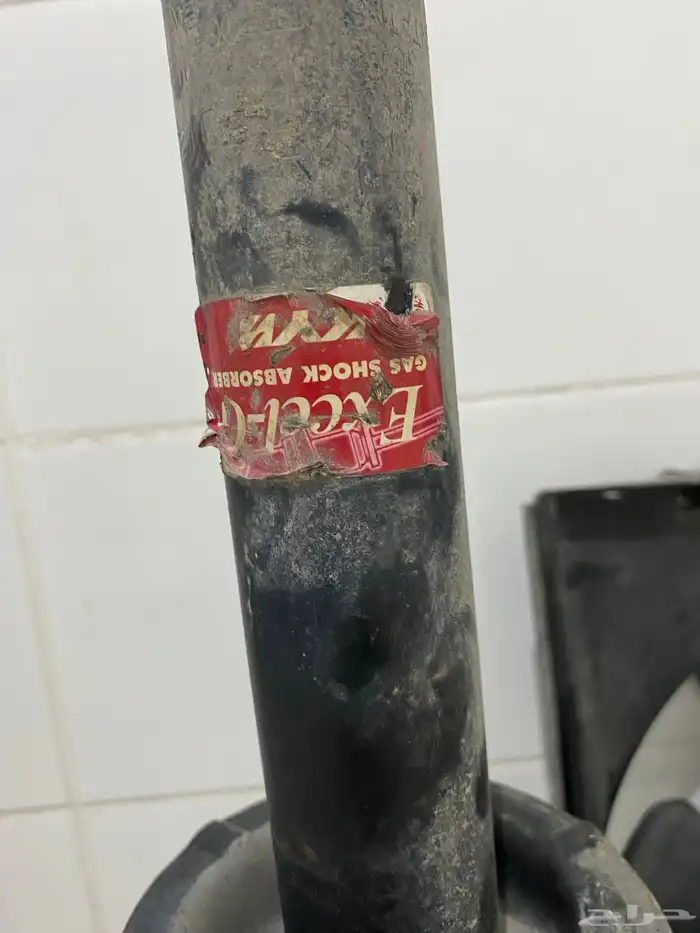 Excel-G
GAS SHOCK ABSORBER
KYB
حراج